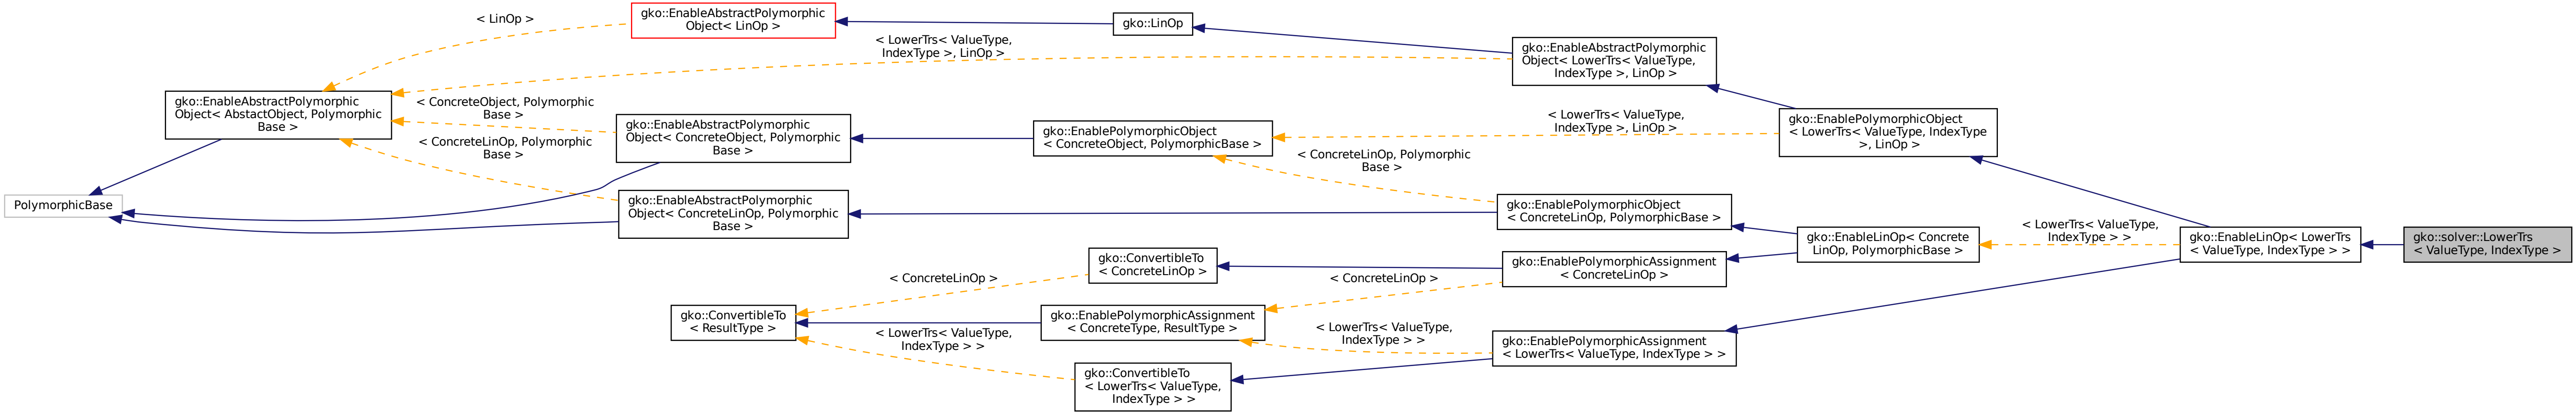 PolymorphicBase
gko::EnableAbstractPolymorphic
Object< AbstactObject, Polymorphic
Base >
< LinOp >
gko::EnableAbstractPolymorphic
Object< LinOp >
< LowerTrs< ValueType,
IndexType >, LinOp >
< ConcreteObject, Polymorphic
Base >
< ConcreteLinOp, Polymorphic
Base >
gko::EnableAbstractPolymorphic
Object< ConcreteObject, Polymorphic
Base >
gko::EnableAbstractPolymorphic
Object< ConcreteLinOp, Polymorphic
Base >
gko::LinOp
gko::EnablePolymorphicObject
< ConcreteObject, PolymorphicBase >
gko::EnableAbstractPolymorphic
Object< LowerTrs< ValueType,
IndexType >, LinOp >
< LowerTrs< ValueType,
IndexType >, LinOp >
< ConcreteLinOp, Polymorphic
Base >
gko::EnablePolymorphicObject
< LowerTrs< ValueType, IndexType
>, LinOp >
gko::EnablePolymorphicObject
< ConcreteLinOp, PolymorphicBase >
gko::ConvertibleTo
< ResultType >
< ConcreteLinOp >
< LowerTrs< ValueType,
IndexType > >
gko::ConvertibleTo
< ConcreteLinOp >
gko::EnablePolymorphicAssignment
< ConcreteType, ResultType >
gko::ConvertibleTo
< LowerTrs< ValueType,
IndexType > >
< ConcreteLinOp >
< LowerTrs< ValueType,
IndexType > >
gko::EnablePolymorphicAssignment
< ConcreteLinOp >
gko::EnablePolymorphicAssignment
< LowerTrs< ValueType, IndexType > >
gko::EnableLinOp< Concrete
LinOp, PolymorphicBase >
< LowerTrs< ValueType,
IndexType > >
gko::EnableLinOp< LowerTrs
< ValueType, IndexType > >
gko::solver::LowerTrs
< ValueType, IndexType >